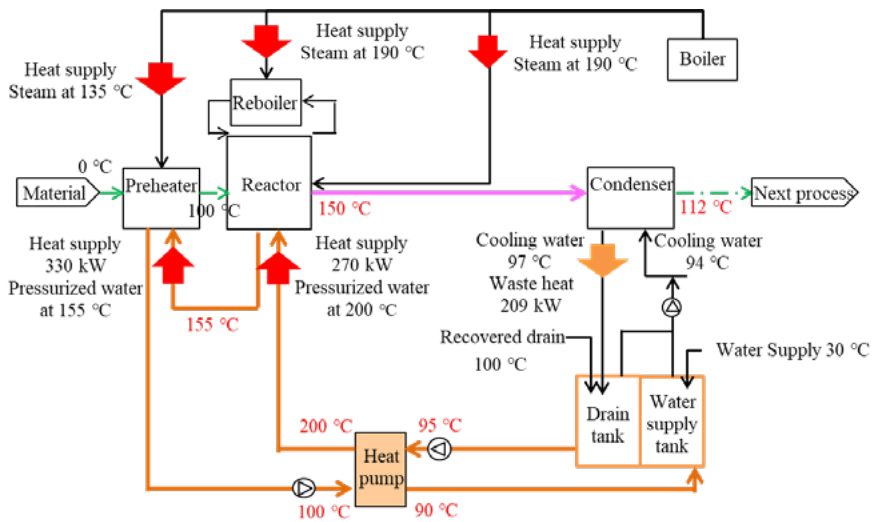 Heat supply
Steam at 190 °C
Heat supply
Steam at 190 °C
Boiler
Heat supply
Steam at 135 °C
Reboiler
0 °C
Material
Preheater
100 °C
Reactor
150 °C
Condenser
112 °C
Next process
Heat supply
330 kW
Pressurized water
at 155 °C
Heat supply
270 kW
Pressurized water
at 200 °C
155 °C
Cooling water
97 °C
Waste heat
209 kW
Cooling water
94 °C
Recovered drain
100 °C
Water Supply 30 °C
Drain
tank
Water
supply
tank
200 °C
95 °C
Heat
pump
100 °C
90 °C